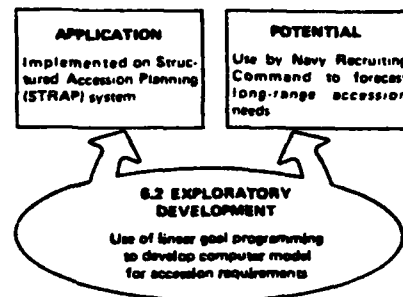 APPLICATION
Implemented on Struc-
tured Accession Planning
(STRAP) system
POTENTIAL
Use by Navy Recruiting
Command to forecast
long-range accession
needs
6.2 EXPLORATORY
DEVELOPMENT
Use of linear goal programming
to develop computer model
for accession requirements